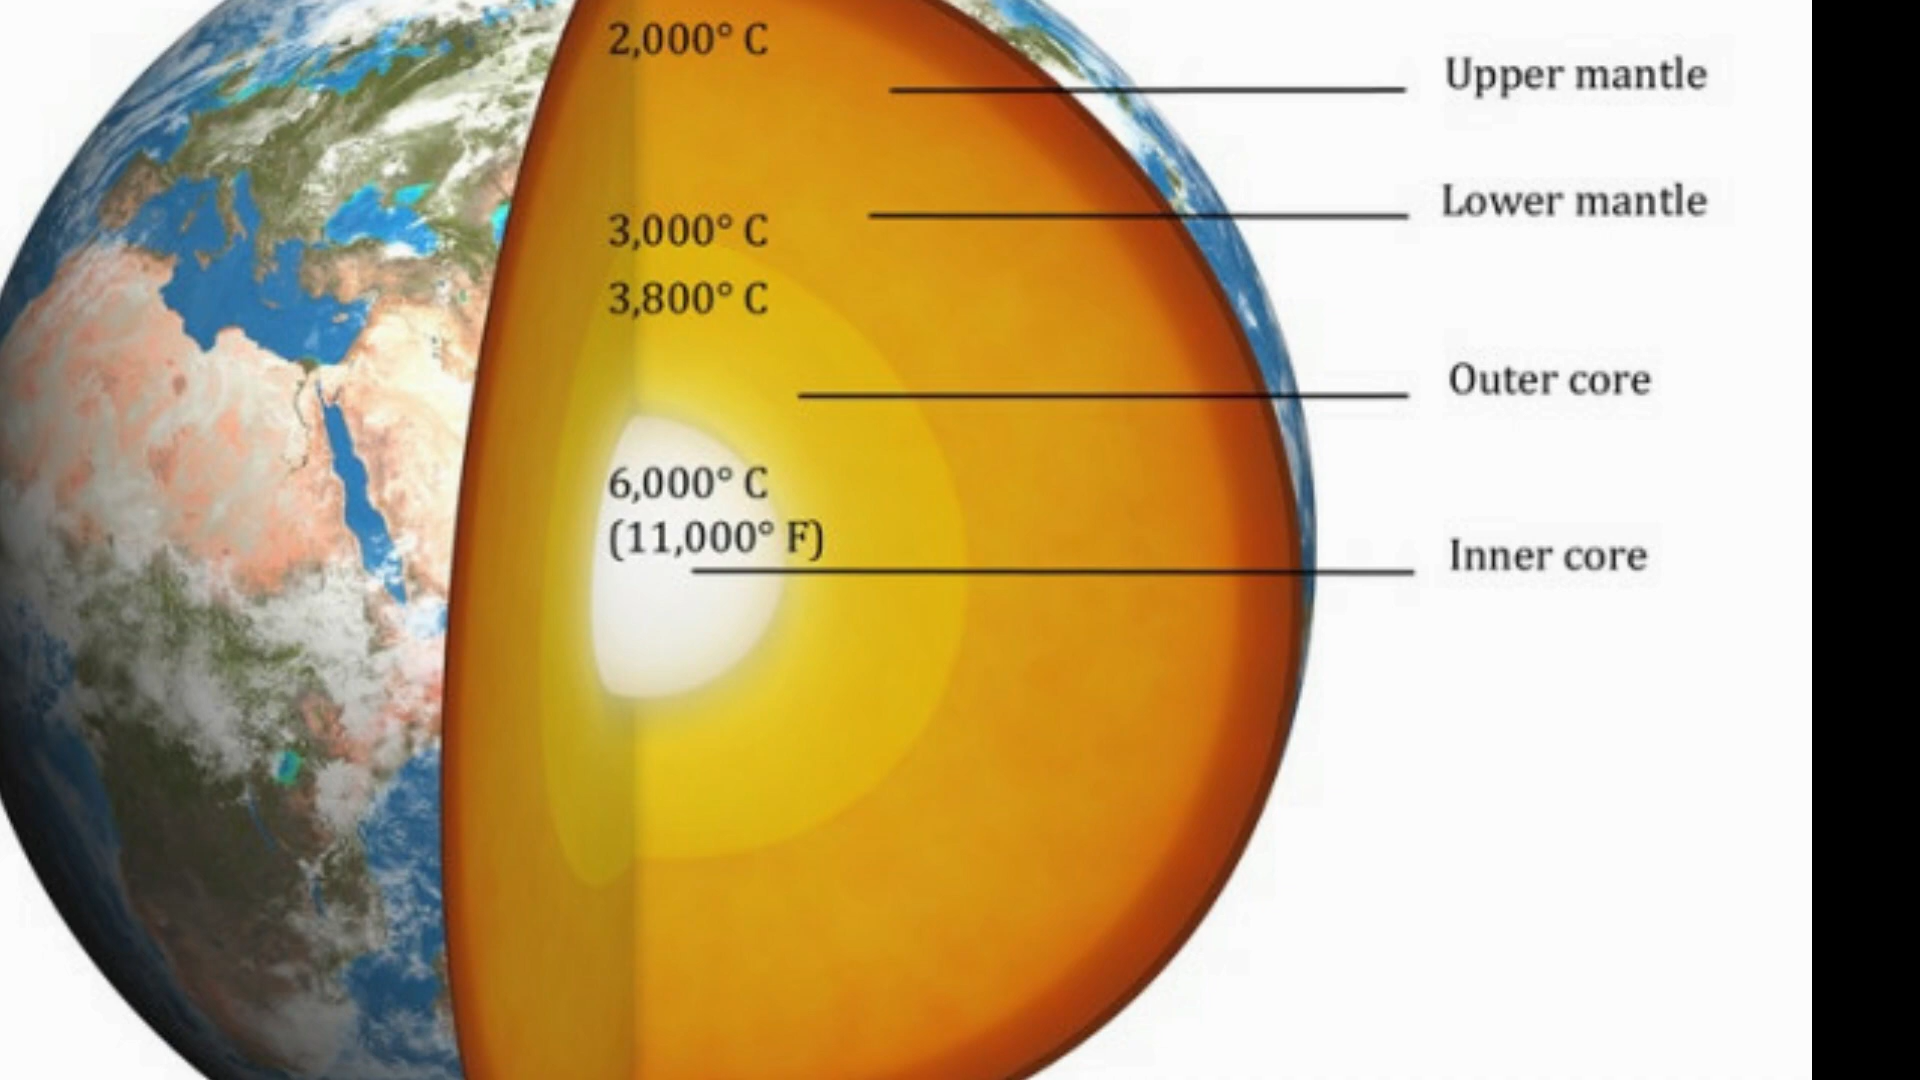 2,000° C
Upper mantle
Lower mantle
3,000° C
3,800° C
Outer core
6,000° C
(11,000° F)
Inner core